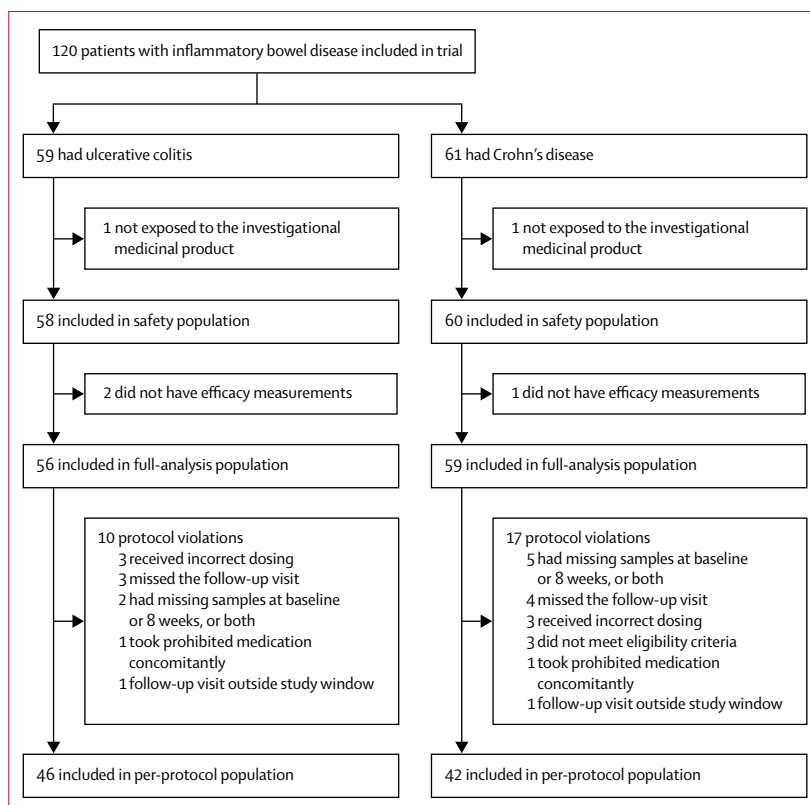 120 patients with inflammatory bowel disease included in trial
59 had ulcerative colitis
61 had Crohn's disease
1 not exposed to the investigational
medicinal product
1 not exposed to the investigational
medicinal product
58 included in safety population
60 included in safety population
2 did not have efficacy measurements
1 did not have efficacy measurements
56 included in full-analysis population
59 included in full-analysis population
10 protocol violations
3 received incorrect dosing
3 missed the follow-up visit
2 had missing samples at baseline
or 8 weeks, or both
1 took prohibited medication
concomitantly
1 follow-up visit outside study window
17 protocol violations
5 had missing samples at baseline
or 8 weeks, or both
4 missed the follow-up visit
3 received incorrect dosing
3 did not meet eligibility criteria
1 took prohibited medication
concomitantly
1 follow-up visit outside study window
46 included in per-protocol population
42 included in per-protocol population